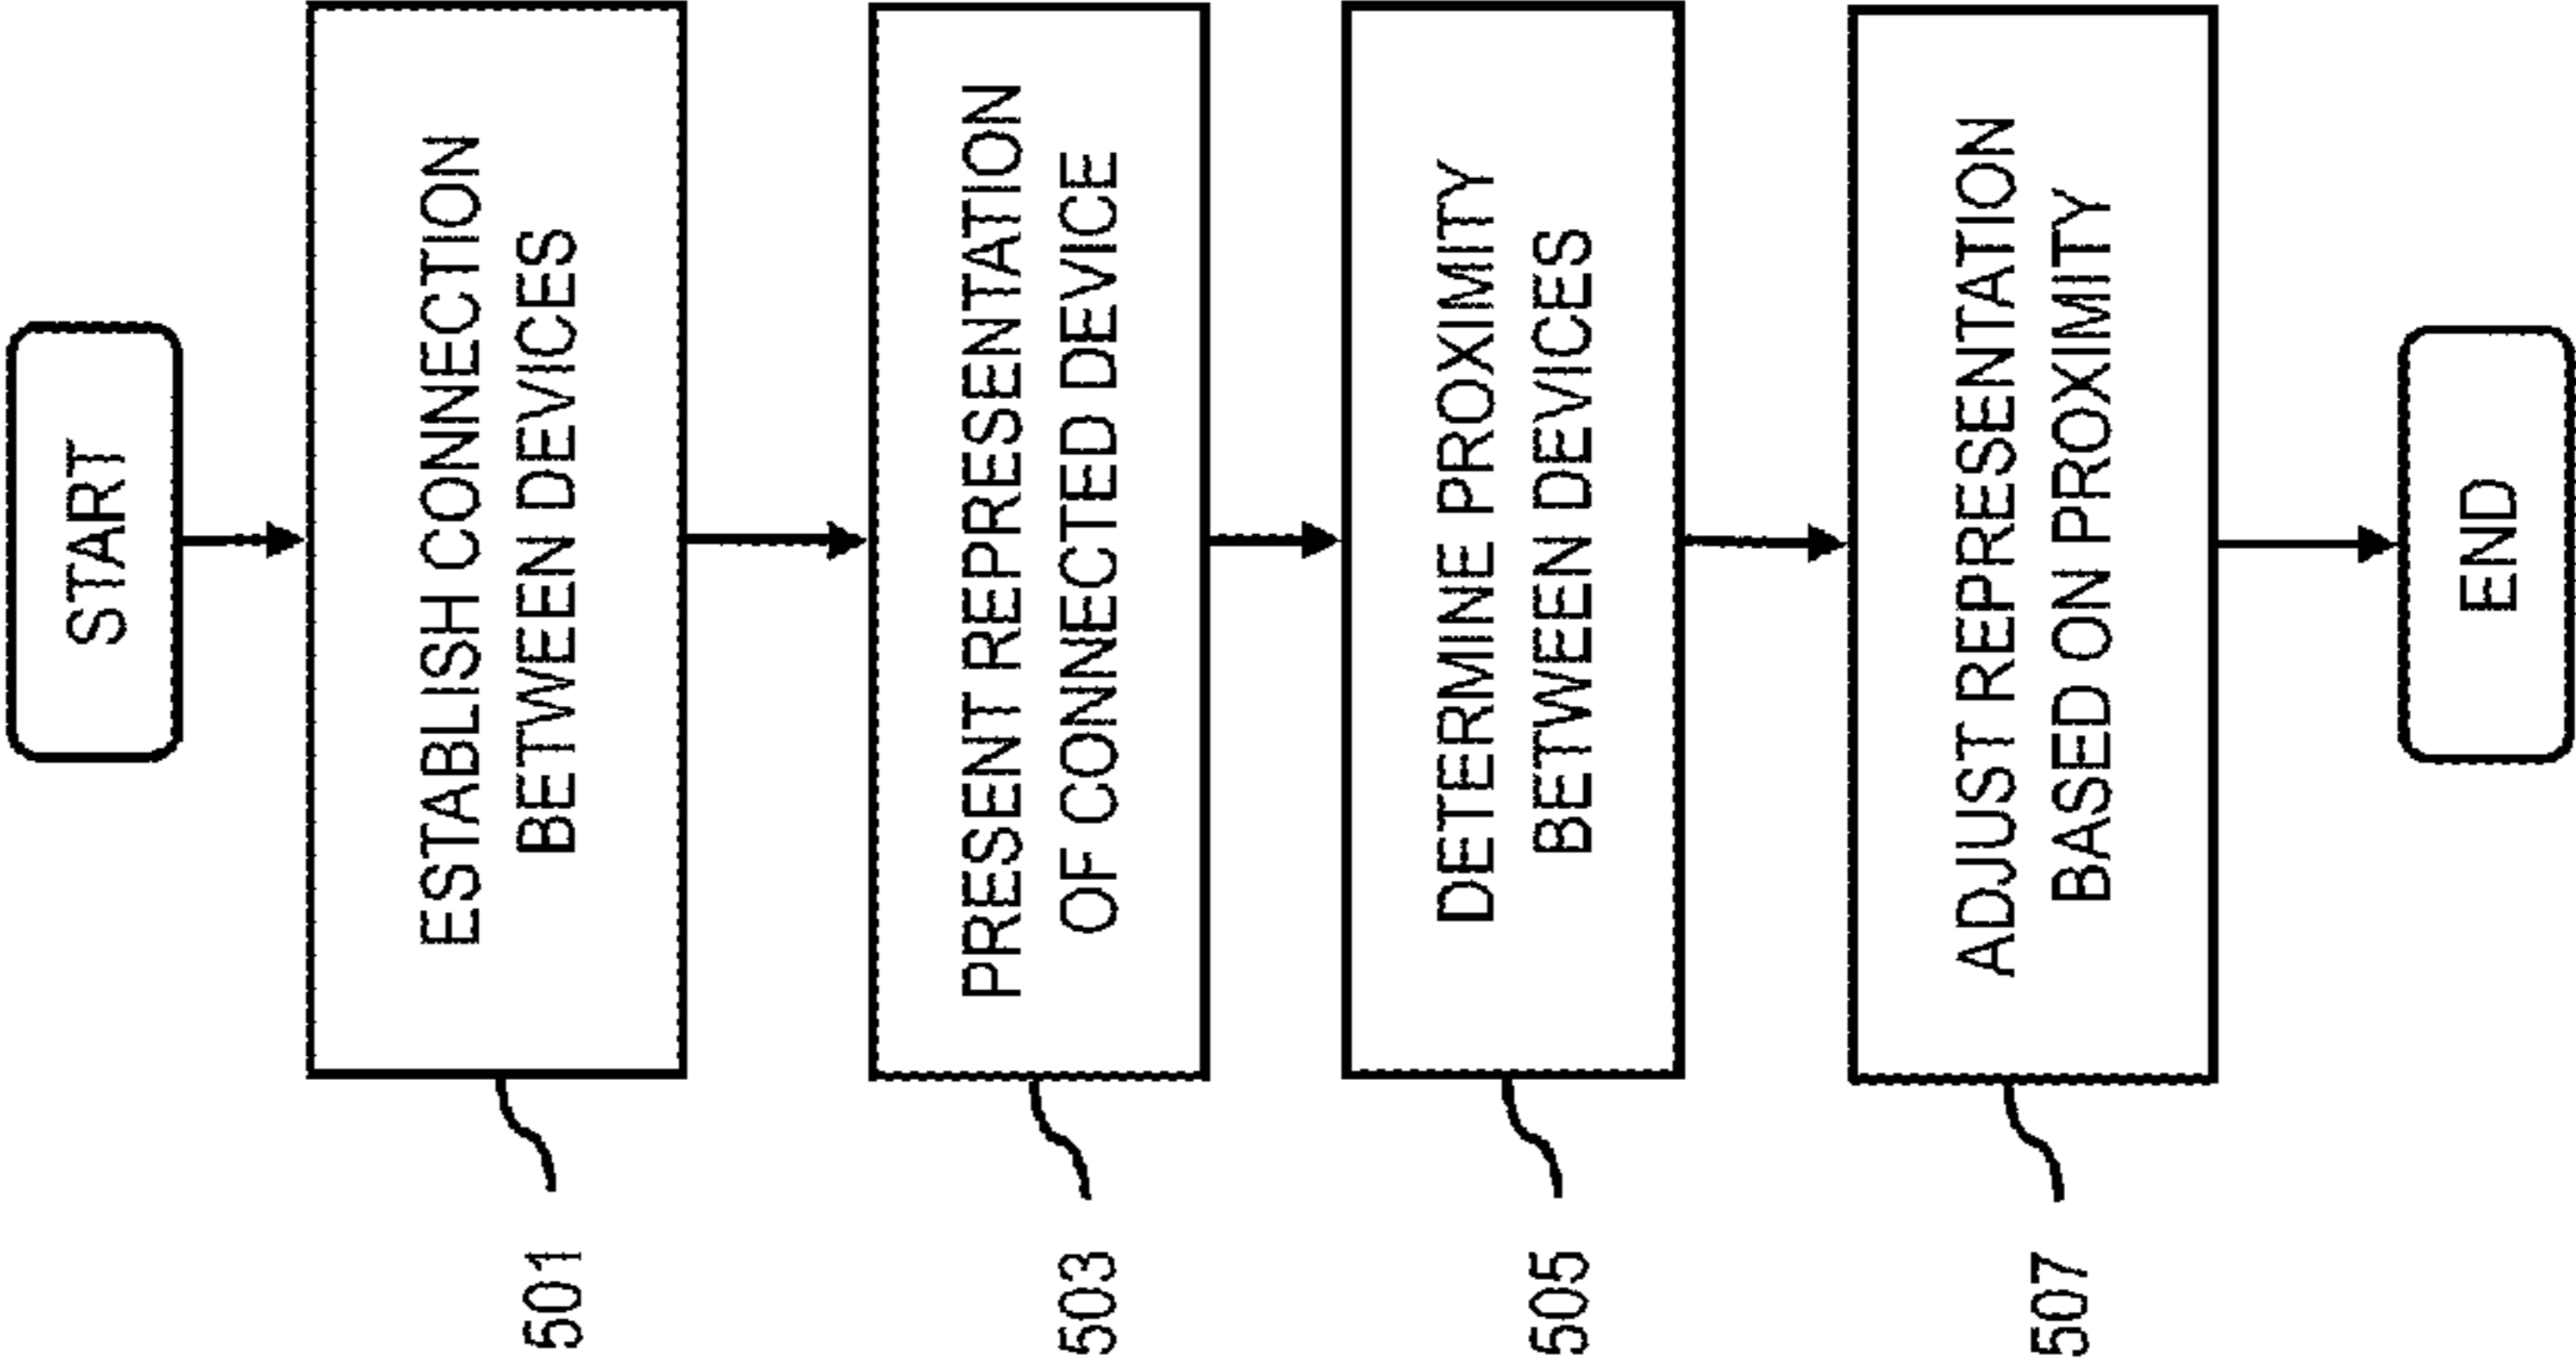 START
ESTABLISH CONNECTION
BETWEEN DEVICES
501
PRESENT REPRESENTATION
OF CONNECTED DEVICE
503
DETERMINE PROXIMITY
BETWEEN DEVICES
505
ADJUST REPRESENTATION
BASED ON PROXIMITY
507
END